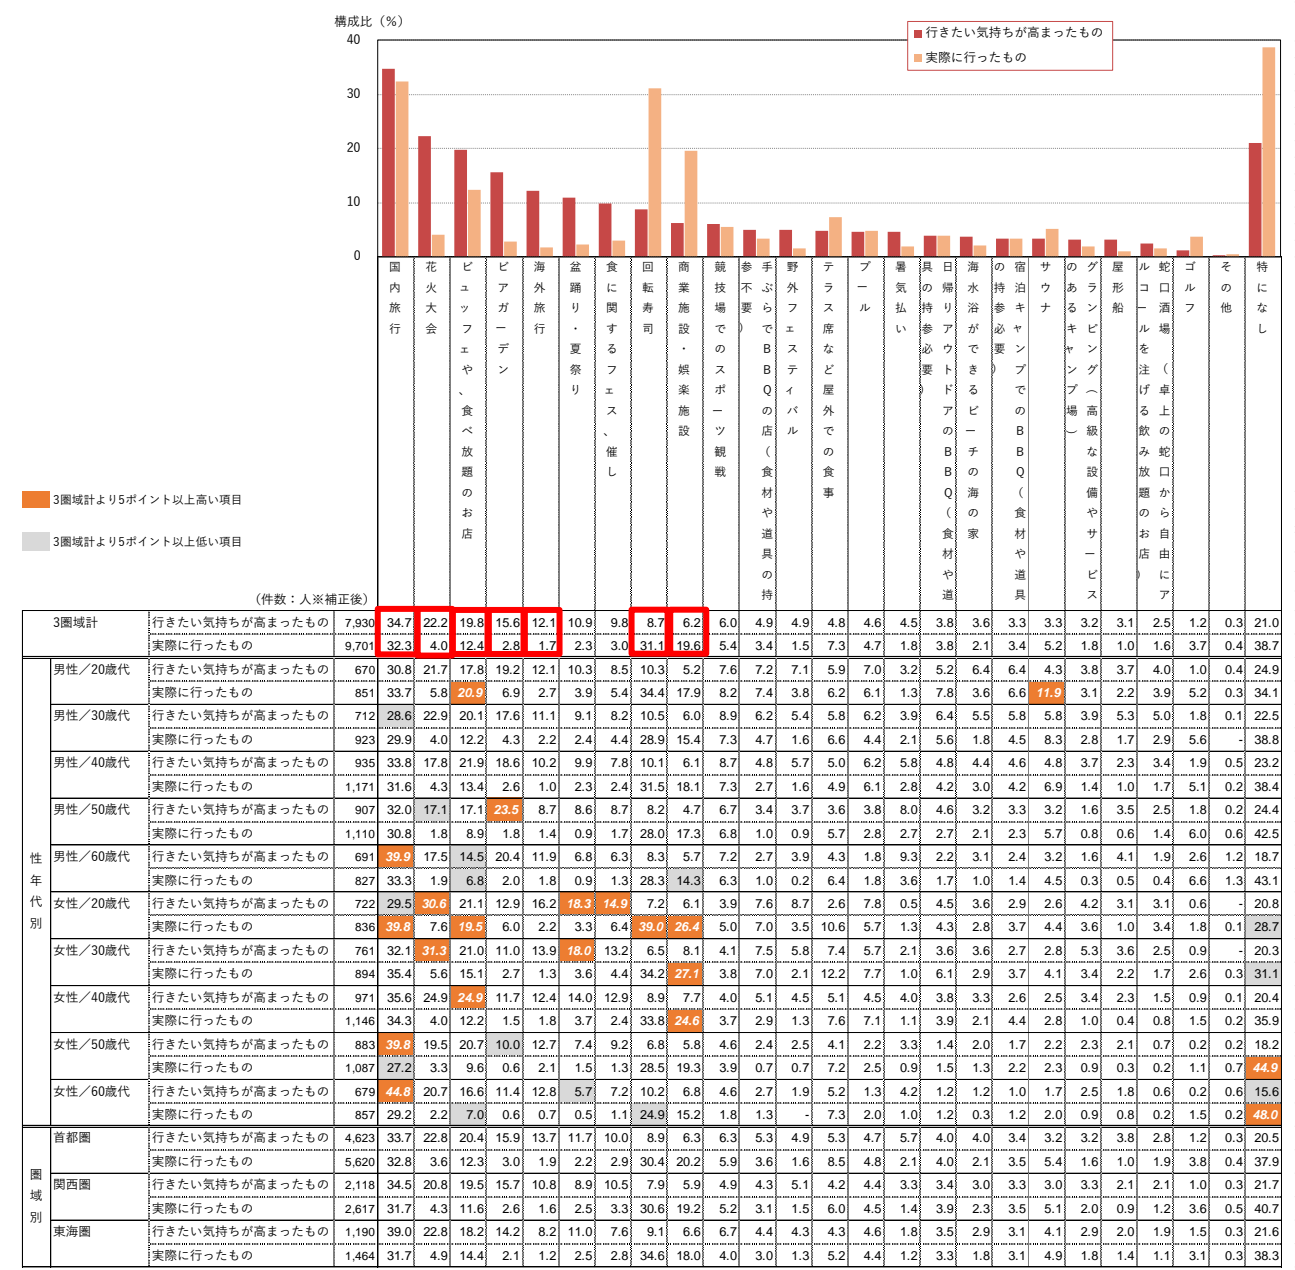 構成比（%）
行きたい気持ちが高まったもの
実際に行ったもの
40
30
20
10
0
国内旅行
花火大会
ビュッフェや、食べ放題のお店
ビアガーデン
海外旅行
盆踊り・夏祭り
食に関するフェス、催し
回転寿司
商業施設・娯楽施設
競技場でのスポーツ観戦
手ぶらでBBQの店（食材や道具の持
参不要）
野外フェスティバル
テラス席など屋外での食事
プール
暑気払い
日帰りアウトドアのBBQ（食材や道
具の持参必要）
海水浴ができるビーチの海の家
宿泊キャンプでのBBQ（食材や道具
の持参必要）
サウナ
グランピング（高級な設備やサービス
のあるキャンプ場）
屋形船
蛇口酒場（卓上の蛇口から自由にア
ルコールを注げる飲み放題のお店）
ゴルフ
その他
特になし
3圏域計より5ポイント以上高い項目
3圏域計より5ポイント以上低い項目
（件数：人※補正後）
3圏域計 行きたい気持ちが高まったもの 7,930 34.7 22.2 19.8 15.6 12.1 10.9 9.8 8.7 6.2 6.0 4.9 4.9 4.8 4.6 4.5 3.8 3.6 3.3 3.3 3.2 3.1 2.5 1.2 0.3 21.0
実際に行ったもの 9,701 32.3 4.0 12.4 2.8 1.7 2.3 3.0 31.1 19.6 5.4 3.4 1.5 7.3 4.7 1.8 3.8 2.1 3.4 5.2 1.8 1.0 1.6 3.7 0.4 38.7
性年代別
男性／20歳代 行きたい気持ちが高まったもの 670 30.8 21.7 17.8 19.2 12.1 10.3 8.5 10.3 5.2 7.6 7.2 7.1 5.9 7.0 3.2 5.2 6.4 6.4 4.3 3.8 3.7 4.0 1.0 0.4 24.9
実際に行ったもの 851 33.7 5.8 20.9 6.9 2.7 3.9 5.4 34.4 17.9 8.2 7.4 3.8 6.2 6.1 1.3 7.8 3.6 6.6 11.9 3.1 2.2 3.9 5.2 0.3 34.1
男性／30歳代 行きたい気持ちが高まったもの 712 28.6 22.9 20.1 17.6 11.1 9.1 8.2 10.5 6.0 8.9 6.2 5.4 5.8 6.2 3.9 6.4 5.5 5.8 5.8 3.9 5.3 5.0 1.8 0.1 22.5
実際に行ったもの 923 29.9 4.0 12.2 4.3 2.2 2.4 4.4 28.9 15.4 7.3 4.7 1.6 6.6 4.4 2.1 5.6 1.8 4.5 8.3 2.8 1.7 2.9 5.6 - 38.8
男性／40歳代 行きたい気持ちが高まったもの 935 33.8 17.8 21.9 18.6 10.2 9.9 7.8 10.1 6.1 8.7 4.8 5.7 5.0 6.2 5.8 4.8 4.4 4.6 4.8 3.7 2.3 3.4 1.9 0.5 23.2
実際に行ったもの 1,171 31.6 4.3 13.4 2.6 1.0 2.3 2.4 31.5 18.1 7.3 2.7 1.6 4.9 6.1 2.8 4.2 3.0 4.2 6.9 1.4 1.0 1.7 5.1 0.2 38.4
男性／50歳代 行きたい気持ちが高まったもの 907 32.0 17.1 17.1 23.5 8.7 8.6 8.7 8.2 4.7 6.7 3.4 3.7 3.6 3.8 8.0 4.6 3.2 3.3 3.2 1.6 3.5 2.5 1.8 0.2 24.4
実際に行ったもの 1,110 30.8 1.8 8.9 1.8 1.4 0.9 1.7 28.0 17.3 6.8 1.0 0.9 5.7 2.8 2.7 2.7 2.1 2.3 5.7 0.8 0.6 1.4 6.0 0.6 42.5
男性／60歳代 行きたい気持ちが高まったもの 691 39.9 17.5 14.5 20.4 11.9 6.8 6.3 8.3 5.7 7.2 2.7 3.9 4.3 1.8 9.3 2.2 3.1 2.4 3.2 1.6 4.1 1.9 2.6 1.2 18.7
実際に行ったもの 827 33.3 1.9 6.8 2.0 1.8 0.9 1.3 28.3 14.3 6.3 1.0 0.2 6.4 1.8 3.6 1.7 1.0 1.4 4.5 0.3 0.5 0.4 6.6 1.3 43.1
女性／20歳代 行きたい気持ちが高まったもの 722 29.5 30.6 21.1 12.9 16.2 18.3 14.9 7.2 6.1 3.9 7.6 8.7 2.6 7.8 0.5 4.5 3.6 2.9 2.6 4.2 3.1 3.1 0.6 - 20.8
実際に行ったもの 836 39.8 7.6 19.5 6.0 2.2 3.3 6.4 39.0 26.4 5.0 7.0 3.5 10.6 5.7 1.3 4.3 2.8 3.7 4.4 3.6 1.0 3.4 1.8 0.1 28.7
女性／30歳代 行きたい気持ちが高まったもの 761 32.1 31.3 21.0 11.0 13.9 18.0 13.2 6.5 8.1 4.1 7.5 5.8 7.4 5.7 2.1 3.6 3.6 2.7 2.8 5.3 3.6 2.5 0.9 - 20.3
実際に行ったもの 894 35.4 5.6 15.1 2.7 1.3 3.6 4.4 34.2 27.1 3.8 7.0 2.1 12.2 7.7 1.0 6.1 2.9 3.7 4.1 3.4 2.2 1.7 2.6 0.3 31.1
女性／40歳代 行きたい気持ちが高まったもの 971 35.6 24.9 24.9 11.7 12.4 14.0 12.9 8.9 7.7 4.0 5.1 4.5 5.1 4.5 4.0 3.8 3.3 2.6 2.5 3.4 2.3 1.5 0.9 0.1 20.4
実際に行ったもの 1,146 34.3 4.0 12.2 1.5 1.8 3.7 2.4 33.8 24.6 3.7 2.9 1.3 7.6 7.1 1.1 3.9 2.1 4.4 2.8 1.0 0.4 0.8 1.5 0.2 35.9
女性／50歳代 行きたい気持ちが高まったもの 883 39.8 19.5 20.7 10.0 12.7 7.4 9.2 6.8 5.8 4.6 2.4 2.5 4.1 2.2 3.3 1.4 2.0 1.7 2.2 2.3 2.1 0.7 0.2 0.2 18.2
実際に行ったもの 1,087 27.2 3.3 9.6 0.6 2.1 1.5 1.3 28.5 19.3 3.9 0.7 0.7 7.2 2.5 0.9 1.5 1.3 2.2 2.3 0.9 0.3 0.2 1.1 0.7 44.9
女性／60歳代 行きたい気持ちが高まったもの 679 44.8 20.7 16.6 11.4 12.8 5.7 7.2 10.2 6.8 4.6 2.7 1.9 5.2 1.3 4.2 1.2 1.2 1.0 1.7 2.5 1.8 0.6 0.2 0.6 15.6
実際に行ったもの 857 29.2 2.2 7.0 0.6 0.7 0.5 1.1 24.9 15.2 1.8 1.3 - 7.3 2.0 1.0 1.2 0.3 1.2 2.0 0.9 0.8 0.2 1.5 0.2 48.0
圏域別
首都圏 行きたい気持ちが高まったもの 4,623 33.7 22.8 20.4 15.9 13.7 11.7 10.0 8.9 6.3 6.3 5.3 4.9 5.3 4.7 5.7 4.0 4.0 3.4 3.2 3.2 3.8 2.8 1.2 0.3 20.5
実際に行ったもの 5,620 32.8 3.6 12.3 3.0 1.9 2.2 2.9 30.4 20.2 5.9 3.6 1.6 8.5 4.8 2.1 4.0 2.1 3.5 5.4 1.6 1.0 1.9 3.8 0.4 37.9
関西圏 行きたい気持ちが高まったもの 2,118 34.5 20.8 19.5 15.7 10.8 8.9 10.5 7.9 5.9 4.9 4.3 5.1 4.2 4.4 3.3 3.4 3.0 3.3 3.0 3.3 2.1 2.1 1.0 0.3 21.7
実際に行ったもの 2,617 31.7 4.3 11.6 2.6 1.6 2.5 3.3 30.6 19.2 5.2 3.1 1.5 6.0 4.5 1.4 3.9 2.3 3.5 5.1 2.0 0.9 1.2 3.6 0.5 40.7
東海圏 行きたい気持ちが高まったもの 1,190 39.0 22.8 18.2 14.2 8.2 11.0 7.6 9.1 6.6 6.7 4.4 4.3 4.3 4.6 1.8 3.5 2.9 3.1 4.1 2.9 2.0 1.9 1.5 0.3 21.6
実際に行ったもの 1,464 31.7 4.9 14.4 2.1 1.2 2.5 2.8 34.6 18.0 4.0 3.0 1.3 5.2 4.4 1.2 3.3 1.8 3.1 4.9 1.8 1.4 1.1 3.1 0.3 38.3